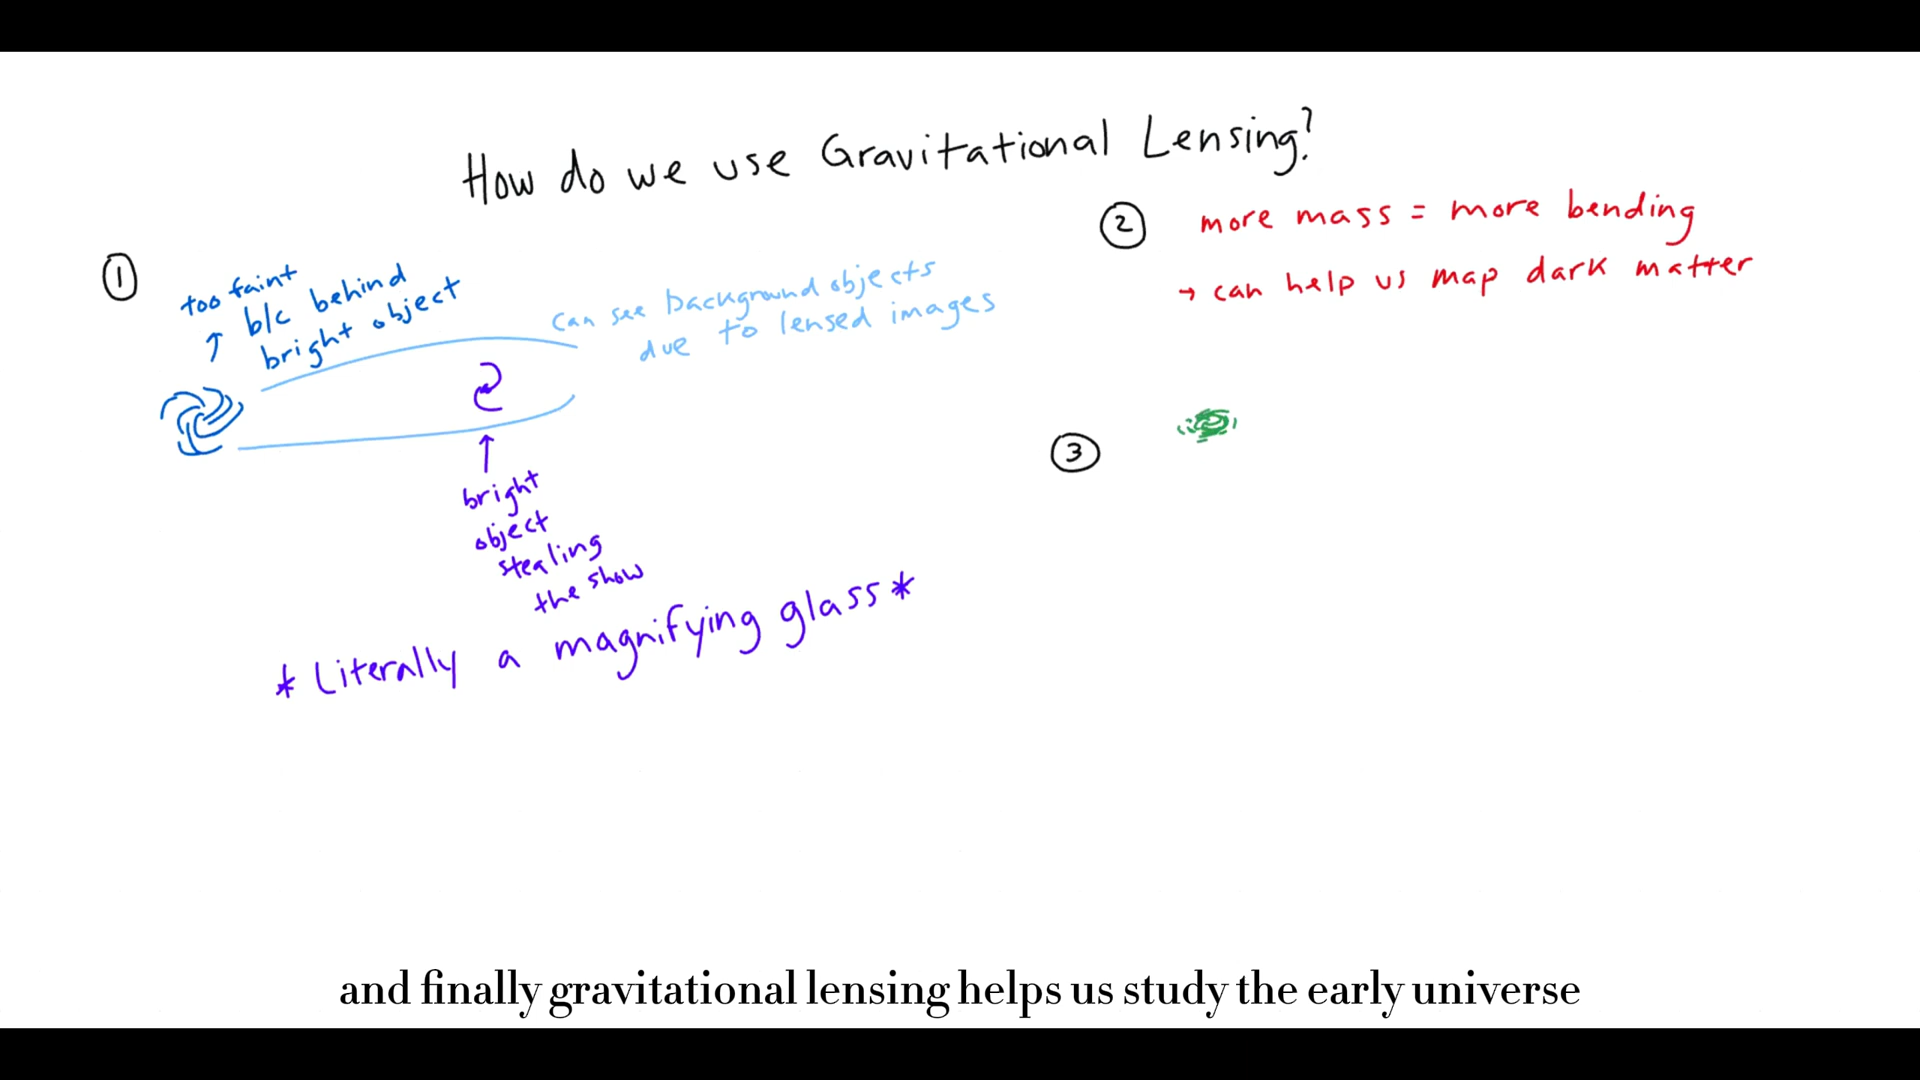 How do we use Gravitational Lensing?
①
too faint
↑ b/c behind
bright object
can see background objects
due to lensed images
↑
bright
object
stealing
the show
*Literally a magnifying glass*
② more mass = more bending
→ can help us map dark matter
③
and finally gravitational lensing helps us study the early universe